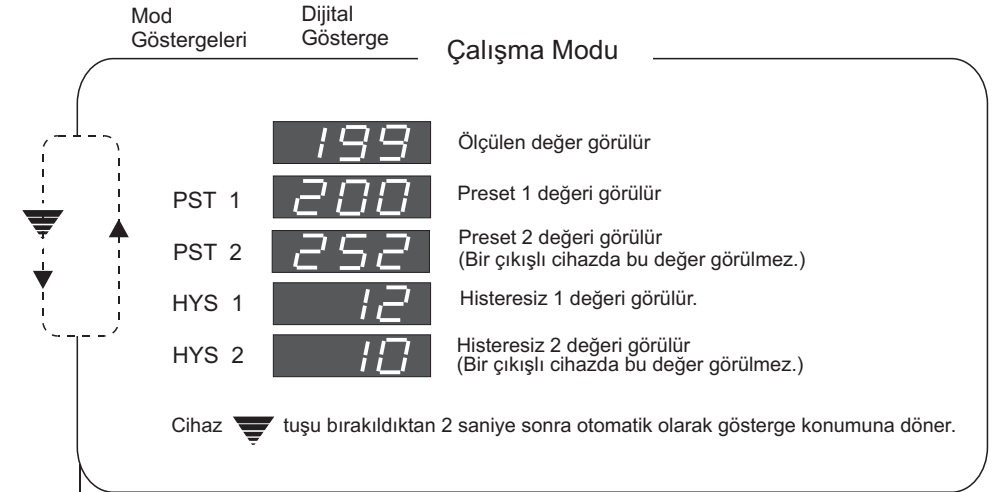 Mod
Göstergeleri
Dijital
Gösterge
Çalışma Modu
199 Ölçülen değer görülür
PST 1 200 Preset 1 değeri görülür
PST 2 252 Preset 2 değeri görülür
(Bir çıkışlı cihazda bu değer görülmez.)
HYS 1 12 Histeresiz 1 değeri görülür.
HYS 2 10 Histeresiz 2 değeri görülür
(Bir çıkışlı cihazda bu değer görülmez.)
Cihaz tuşu bırakıldıktan 2 saniye sonra otomatik olarak gösterge konumuna döner.